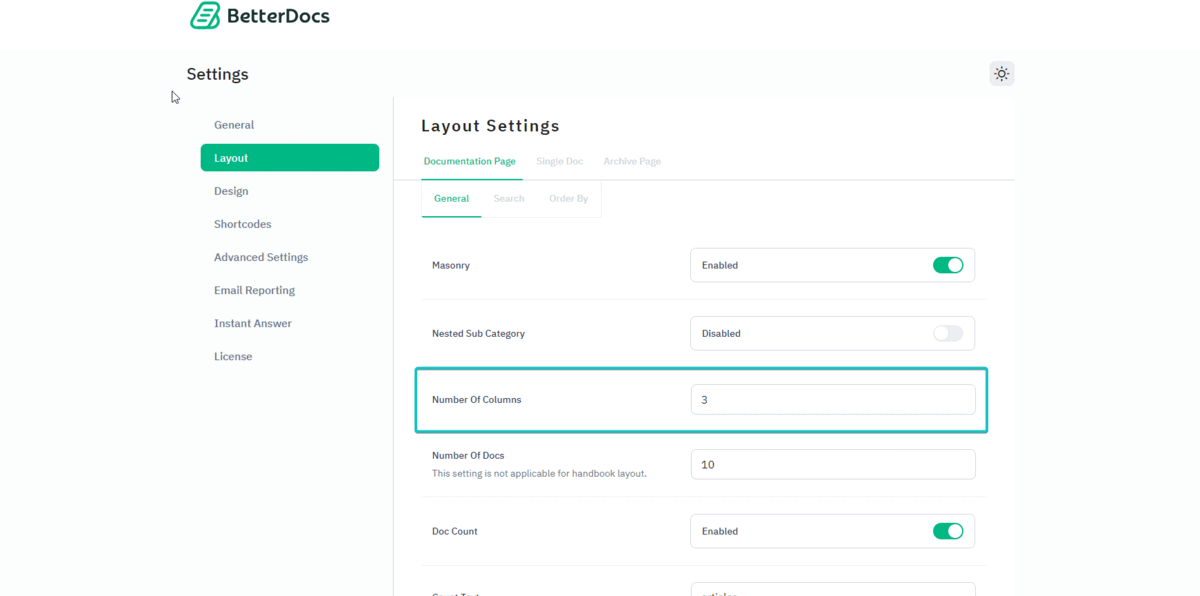 BetterDocs
Settings
General
Layout
Design
Shortcodes
Advanced Settings
Email Reporting
Instant Answer
License
Layout Settings
Documentation Page Single Doc Archive Page
General Search Order By
Masonry Enabled
Nested Sub Category Disabled
Number Of Columns 3
Number Of Docs 10
This setting is not applicable for handbook layout.
Doc Count Enabled